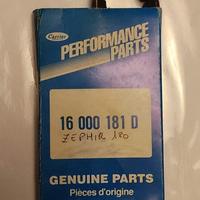 Carrier
PERFORMANCE
PARTS
16 000 181 D
ZEPHIR 180
GENUINE PARTS
Pièces d'origine